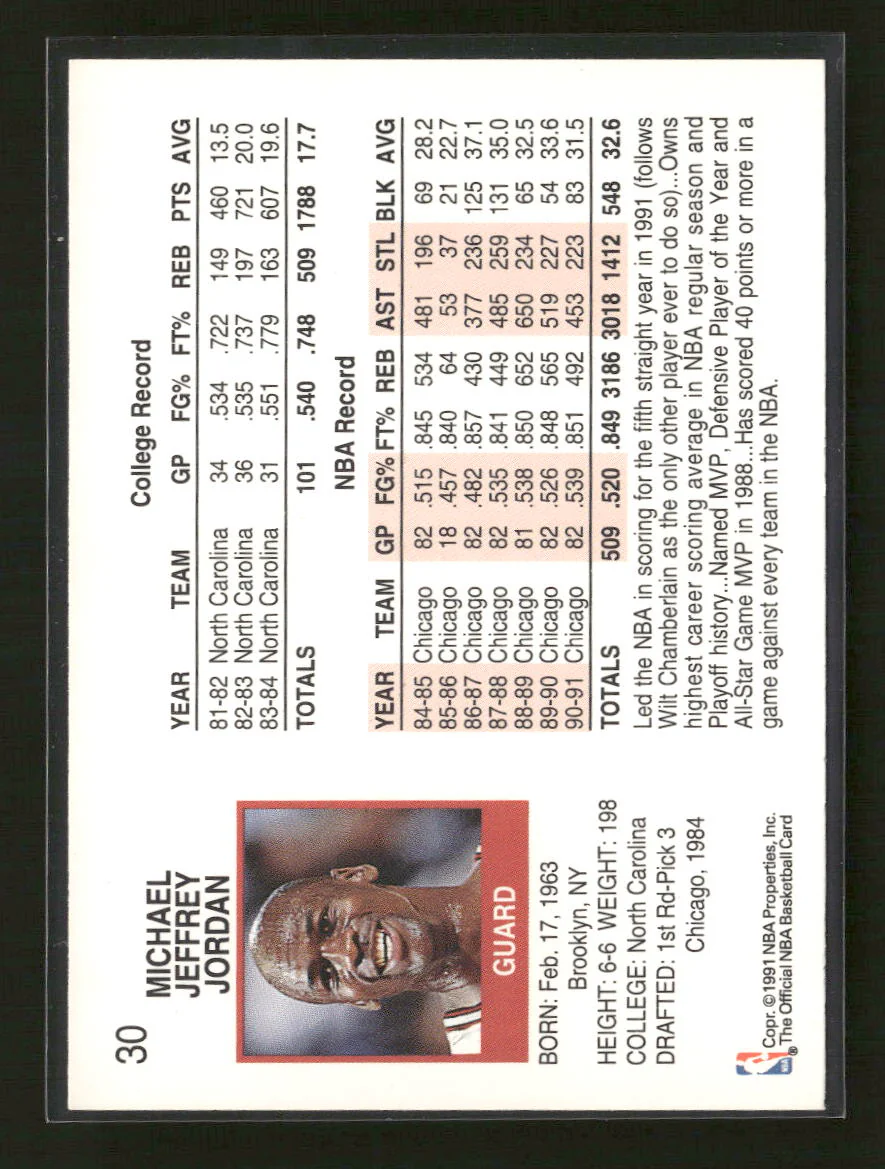 30
MICHAEL
JEFFREY
JORDAN
GUARD
BORN: Feb. 17, 1963
Brooklyn, NY
HEIGHT: 6-6 WEIGHT: 198
COLLEGE: North Carolina
DRAFTED: 1st Rd-Pick 3
Chicago, 1984
NBA
®
Copr. © 1991 NBA Properties, Inc.
The Official NBA Basketball Card
College Record
YEAR TEAM GP FG% FT% REB PTS AVG
81-82 North Carolina 34 .534 .722 149 460 13.5
82-83 North Carolina 36 .535 .737 197 721 20.0
83-84 North Carolina 31 .551 .779 163 607 19.6
TOTALS 101 .540 .748 509 1788 17.7
NBA Record
YEAR TEAM GP FG% FT% REB AST STL BLK AVG
84-85 Chicago 82 .515 .845 534 481 196 69 28.2
85-86 Chicago 18 .457 .840 64 53 37 21 22.7
86-87 Chicago 82 .482 .857 430 377 236 125 37.1
87-88 Chicago 82 .535 .841 449 485 259 131 35.0
88-89 Chicago 81 .538 .850 652 650 234 65 32.5
89-90 Chicago 82 .526 .848 565 519 227 54 33.6
90-91 Chicago 82 .539 .851 492 453 223 83 31.5
TOTALS 509 .520 .849 3186 3018 1412 548 32.6
Led the NBA in scoring for the fifth straight year in 1991 (follows
Wilt Chamberlain as the only other player ever to do so)...Owns
highest career scoring average in NBA regular season and
Playoff history...Named MVP, Defensive Player of the Year and
All-Star Game MVP in 1988...Has scored 40 points or more in a
game against every team in the NBA.